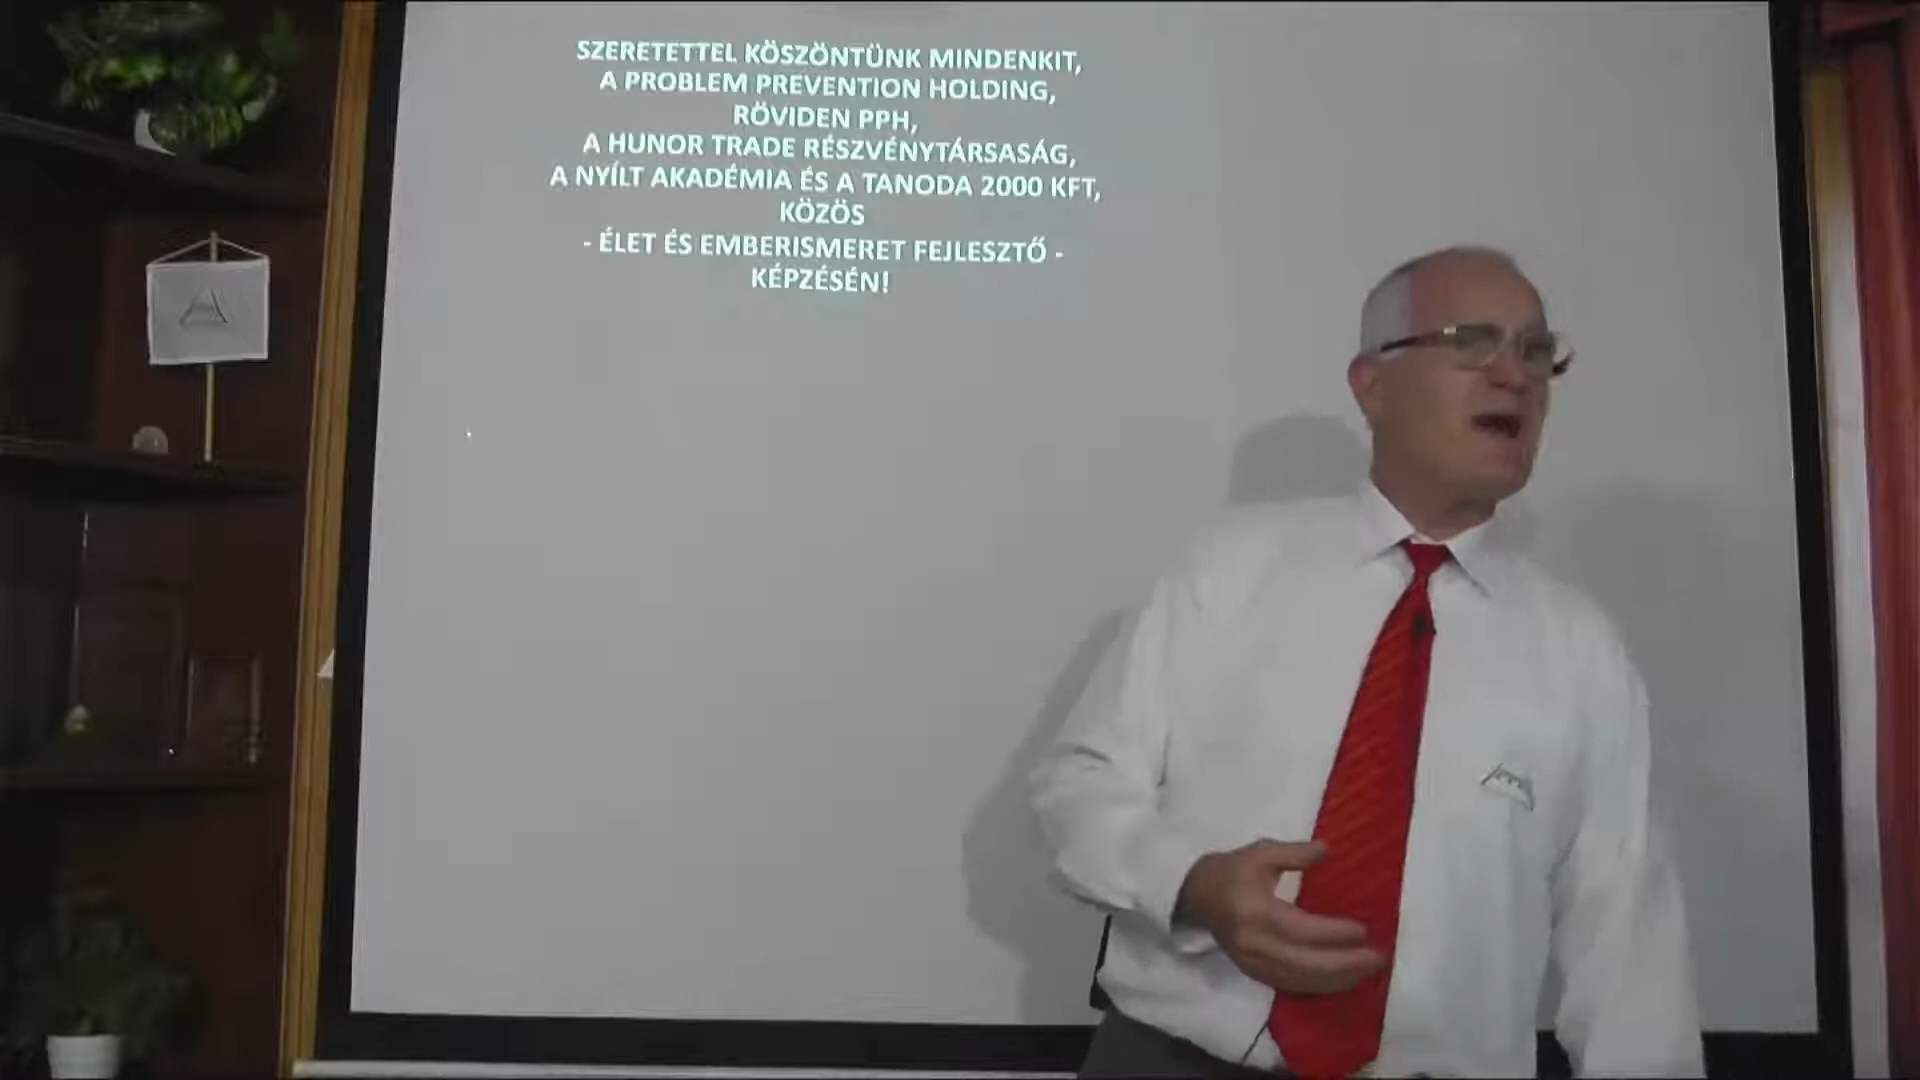 SZERETETTEL KÖSZÖNTÜNK MINDENKIT,
A PROBLEM PREVENTION HOLDING,
RÖVIDEN PPH,
A HUNOR TRADE RÉSZVÉNYTÁRSASÁG,
A NYÍLT AKADÉMIA ÉS A TANODA 2000 KFT,
KÖZÖS
- ÉLET ÉS EMBERISMERET FEJLESZTŐ -
KÉPZÉSÉN!